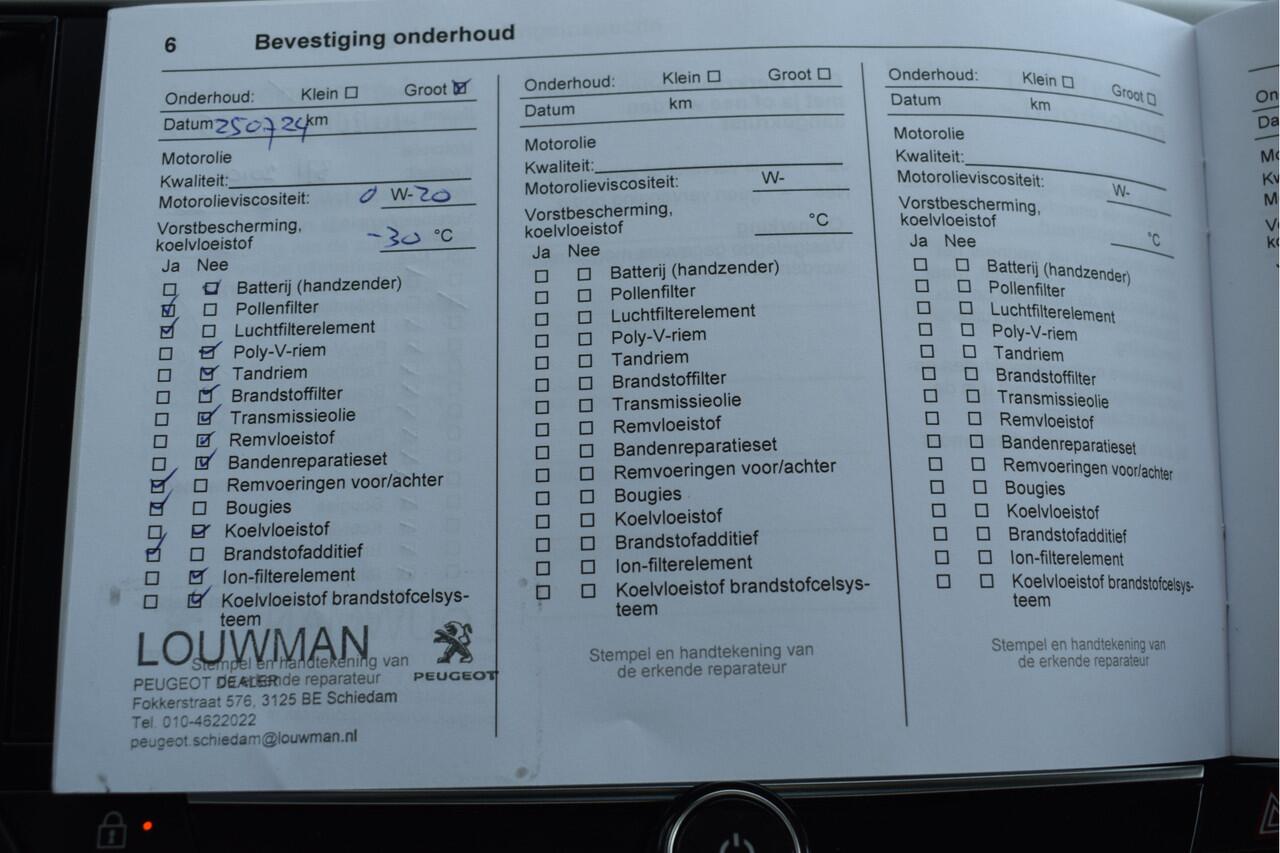 6 Bevestiging onderhoud
Onderhoud: Klein ☐ Groot ☑
Datum 250724 km
Motorolie
Kwaliteit:
Motorolieviscositeit: 0 W-20
Vorstbescherming,
koelvloeistof -30 °C
Ja Nee
☐ ☑ Batterij (handzender)
☑ ☐ Pollenfilter
☑ ☐ Luchtfilterelement
☐ ☑ Poly-V-riem
☐ ☑ Tandriem
☐ ☑ Brandstoffilter
☐ ☑ Transmissieolie
☐ ☑ Remvloeistof
☐ ☑ Bandenreparatieset
☑ ☐ Remvoeringen voor/achter
☑ ☐ Bougies
☐ ☑ Koelvloeistof
☑ ☐ Brandstofadditief
☐ ☑ Ion-filterelement
☐ ☑ Koelvloeistof brandstofcelsys-
teem
LOUWMAN
Stempel en handtekening van
de erkende reparateur
PEUGEOT DEALER
PEUGEOT
Fokkerstraat 576, 3125 BE Schiedam
Tel. 010-4622022
peugeot.schiedam@louwman.nl
Onderhoud: Klein ☐ Groot ☐
Datum km
Motorolie
Kwaliteit:
Motorolieviscositeit: W-
Vorstbescherming,
koelvloeistof °C
Ja Nee
☐ ☐ Batterij (handzender)
☐ ☐ Pollenfilter
☐ ☐ Luchtfilterelement
☐ ☐ Poly-V-riem
☐ ☐ Tandriem
☐ ☐ Brandstoffilter
☐ ☐ Transmissieolie
☐ ☐ Remvloeistof
☐ ☐ Bandenreparatieset
☐ ☐ Remvoeringen voor/achter
☐ ☐ Bougies
☐ ☐ Koelvloeistof
☐ ☐ Brandstofadditief
☐ ☐ Ion-filterelement
☐ ☐ Koelvloeistof brandstofcelsys-
teem
Stempel en handtekening van
de erkende reparateur
Onderhoud: Klein ☐ Groot ☐
Datum km
Motorolie
Kwaliteit:
Motorolieviscositeit: W-
Vorstbescherming,
koelvloeistof °C
Ja Nee
☐ ☐ Batterij (handzender)
☐ ☐ Pollenfilter
☐ ☐ Luchtfilterelement
☐ ☐ Poly-V-riem
☐ ☐ Tandriem
☐ ☐ Brandstoffilter
☐ ☐ Transmissieolie
☐ ☐ Remvloeistof
☐ ☐ Bandenreparatieset
☐ ☐ Remvoeringen voor/achter
☐ ☐ Bougies
☐ ☐ Koelvloeistof
☐ ☐ Brandstofadditief
☐ ☐ Ion-filterelement
☐ ☐ Koelvloeistof brandstofcelsys-
teem
Stempel en handtekening van
de erkende reparateur